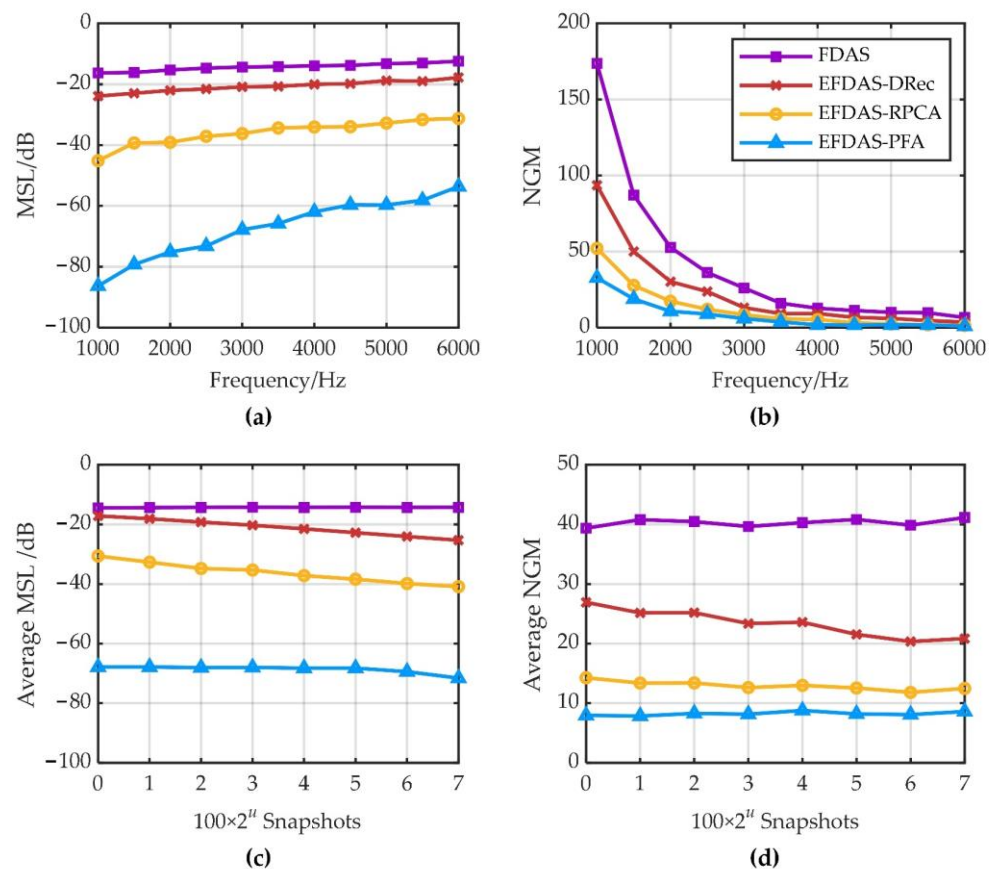 0
−20
−40
−60
−80
−100
MSL/dB
1000 2000 3000 4000 5000 6000
Frequency/Hz
(a)
200
150
100
50
0
NGM
FDAS
EFDAS-DRec
EFDAS-RPCA
EFDAS-PFA
1000 2000 3000 4000 5000 6000
Frequency/Hz
(b)
0
−20
−40
−60
−80
−100
Average MSL /dB
0 1 2 3 4 5 6 7
100×2ᵘ Snapshots
(c)
50
40
30
20
10
0
Average NGM
0 1 2 3 4 5 6 7
100×2ᵘ Snapshots
(d)